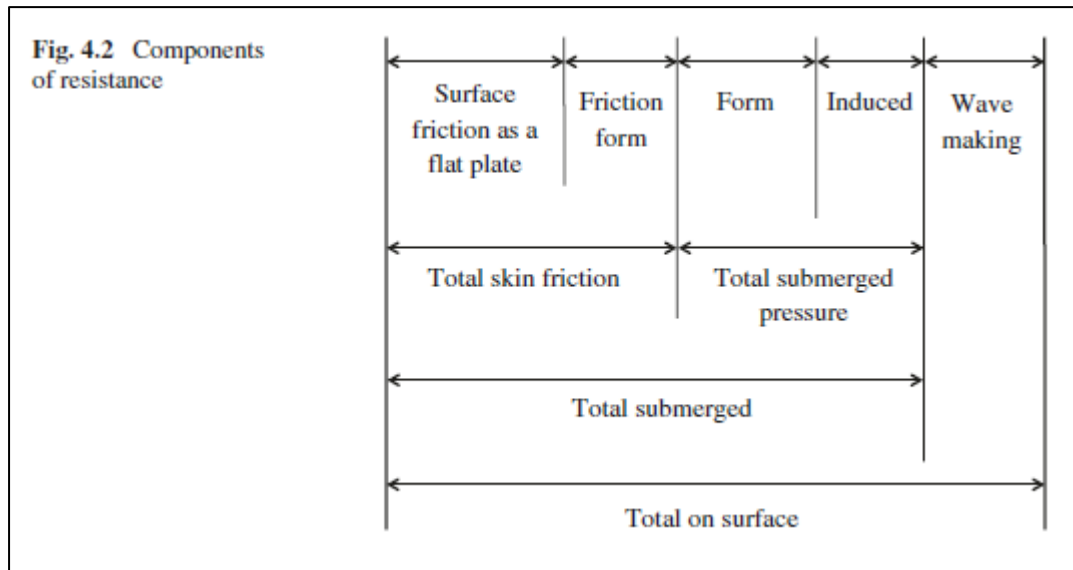 Fig. 4.2 Components
of resistance
Surface
friction as a
flat plate
Friction
form
Form
Induced
Wave
making
Total skin friction
Total submerged
pressure
Total submerged
Total on surface